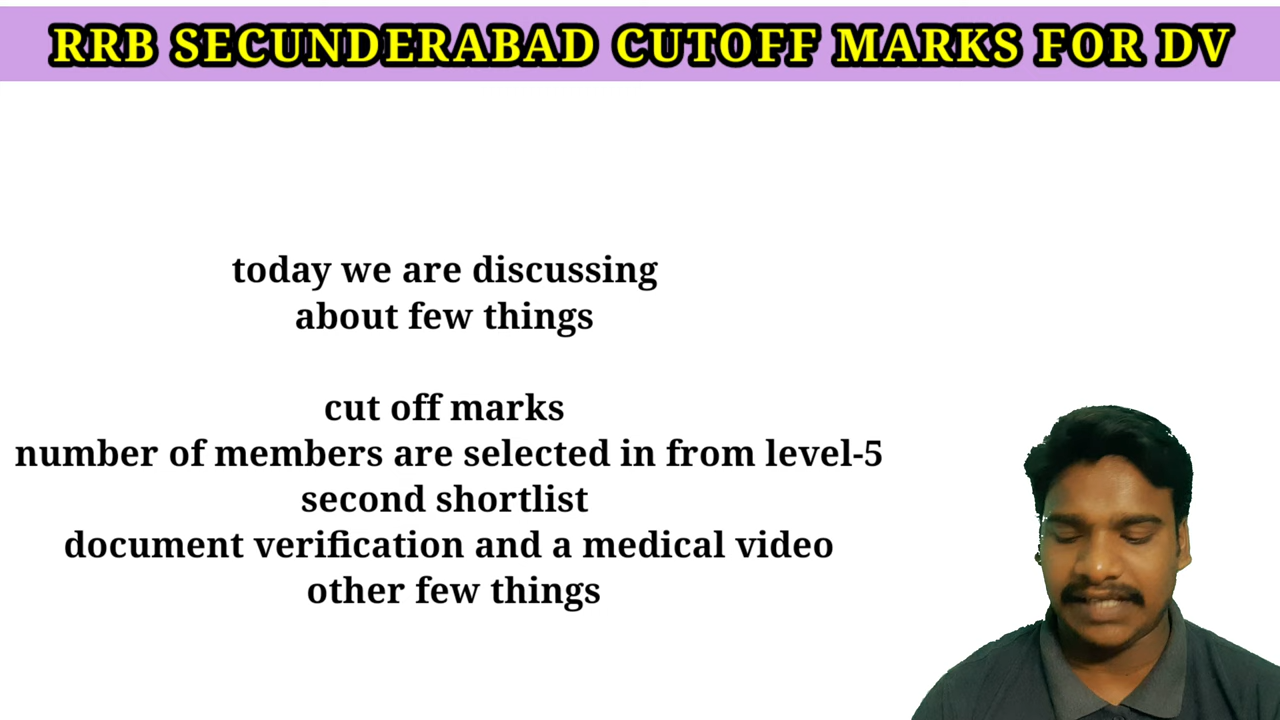 RRB SECUNDERABAD CUTOFF MARKS FOR DV
today we are discussing
about few things
cut off marks
number of members are selected in from level-5
second shortlist
document verification and a medical video
other few things